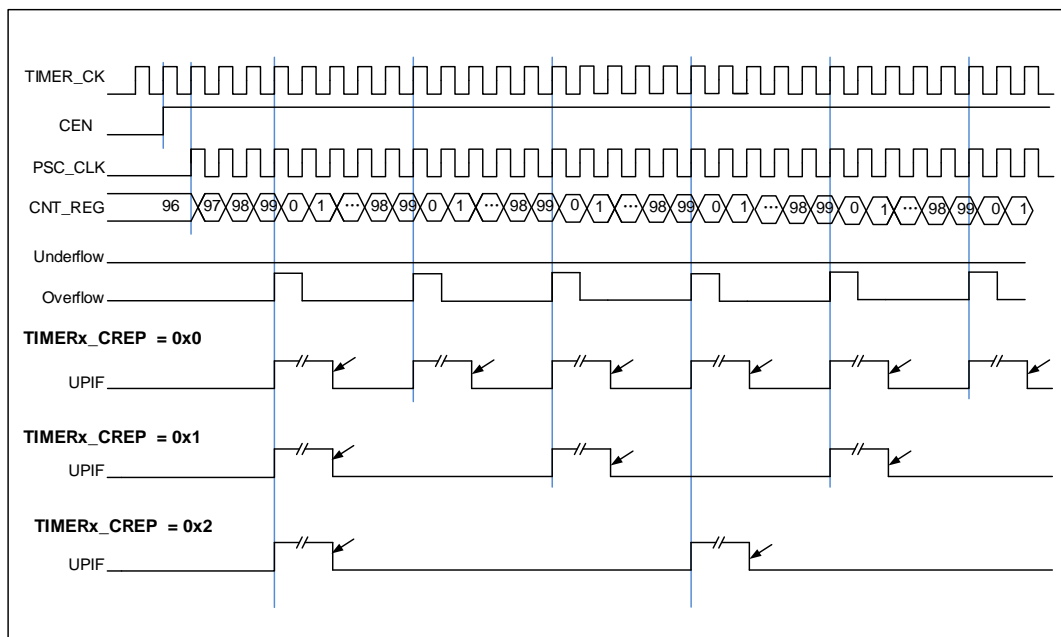 TIMER_CK
CEN
PSC_CLK
CNT_REG 96 97 98 99 0 1 ... 98 99 0 1 ... 98 99 0 1 ... 98 99 0 1 ... 98 99 0 1 ... 98 99 0 1
Underflow
Overflow
TIMERx_CREP = 0x0
UPIF
TIMERx_CREP = 0x1
UPIF
TIMERx_CREP = 0x2
UPIF